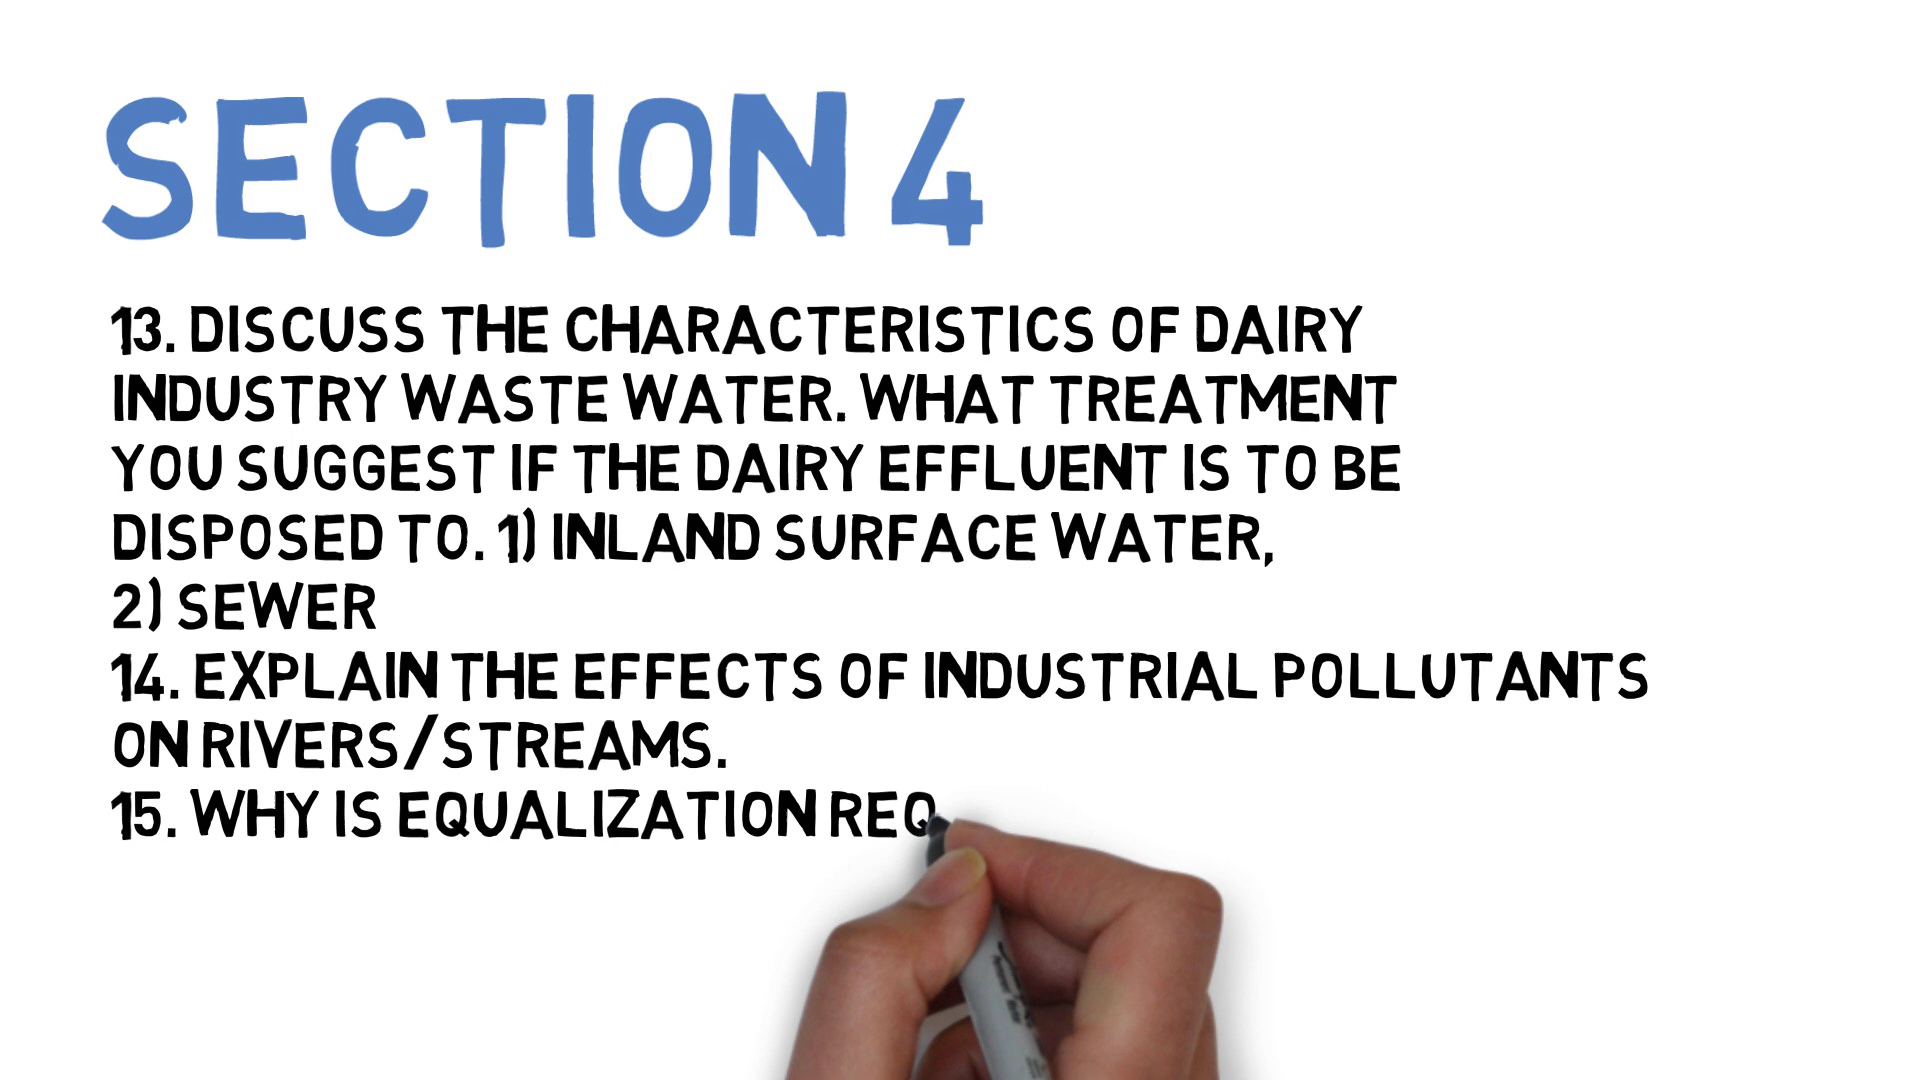 SECTION 4
13. DISCUSS THE CHARACTERISTICS OF DAIRY
INDUSTRY WASTE WATER. WHAT TREATMENT
YOU SUGGEST IF THE DAIRY EFFLUENT IS TO BE
DISPOSED TO. 1) INLAND SURFACE WATER,
2) SEWER
14. EXPLAIN THE EFFECTS OF INDUSTRIAL POLLUTANTS
ON RIVERS/STREAMS.
15. WHY IS EQUALIZATION REQ